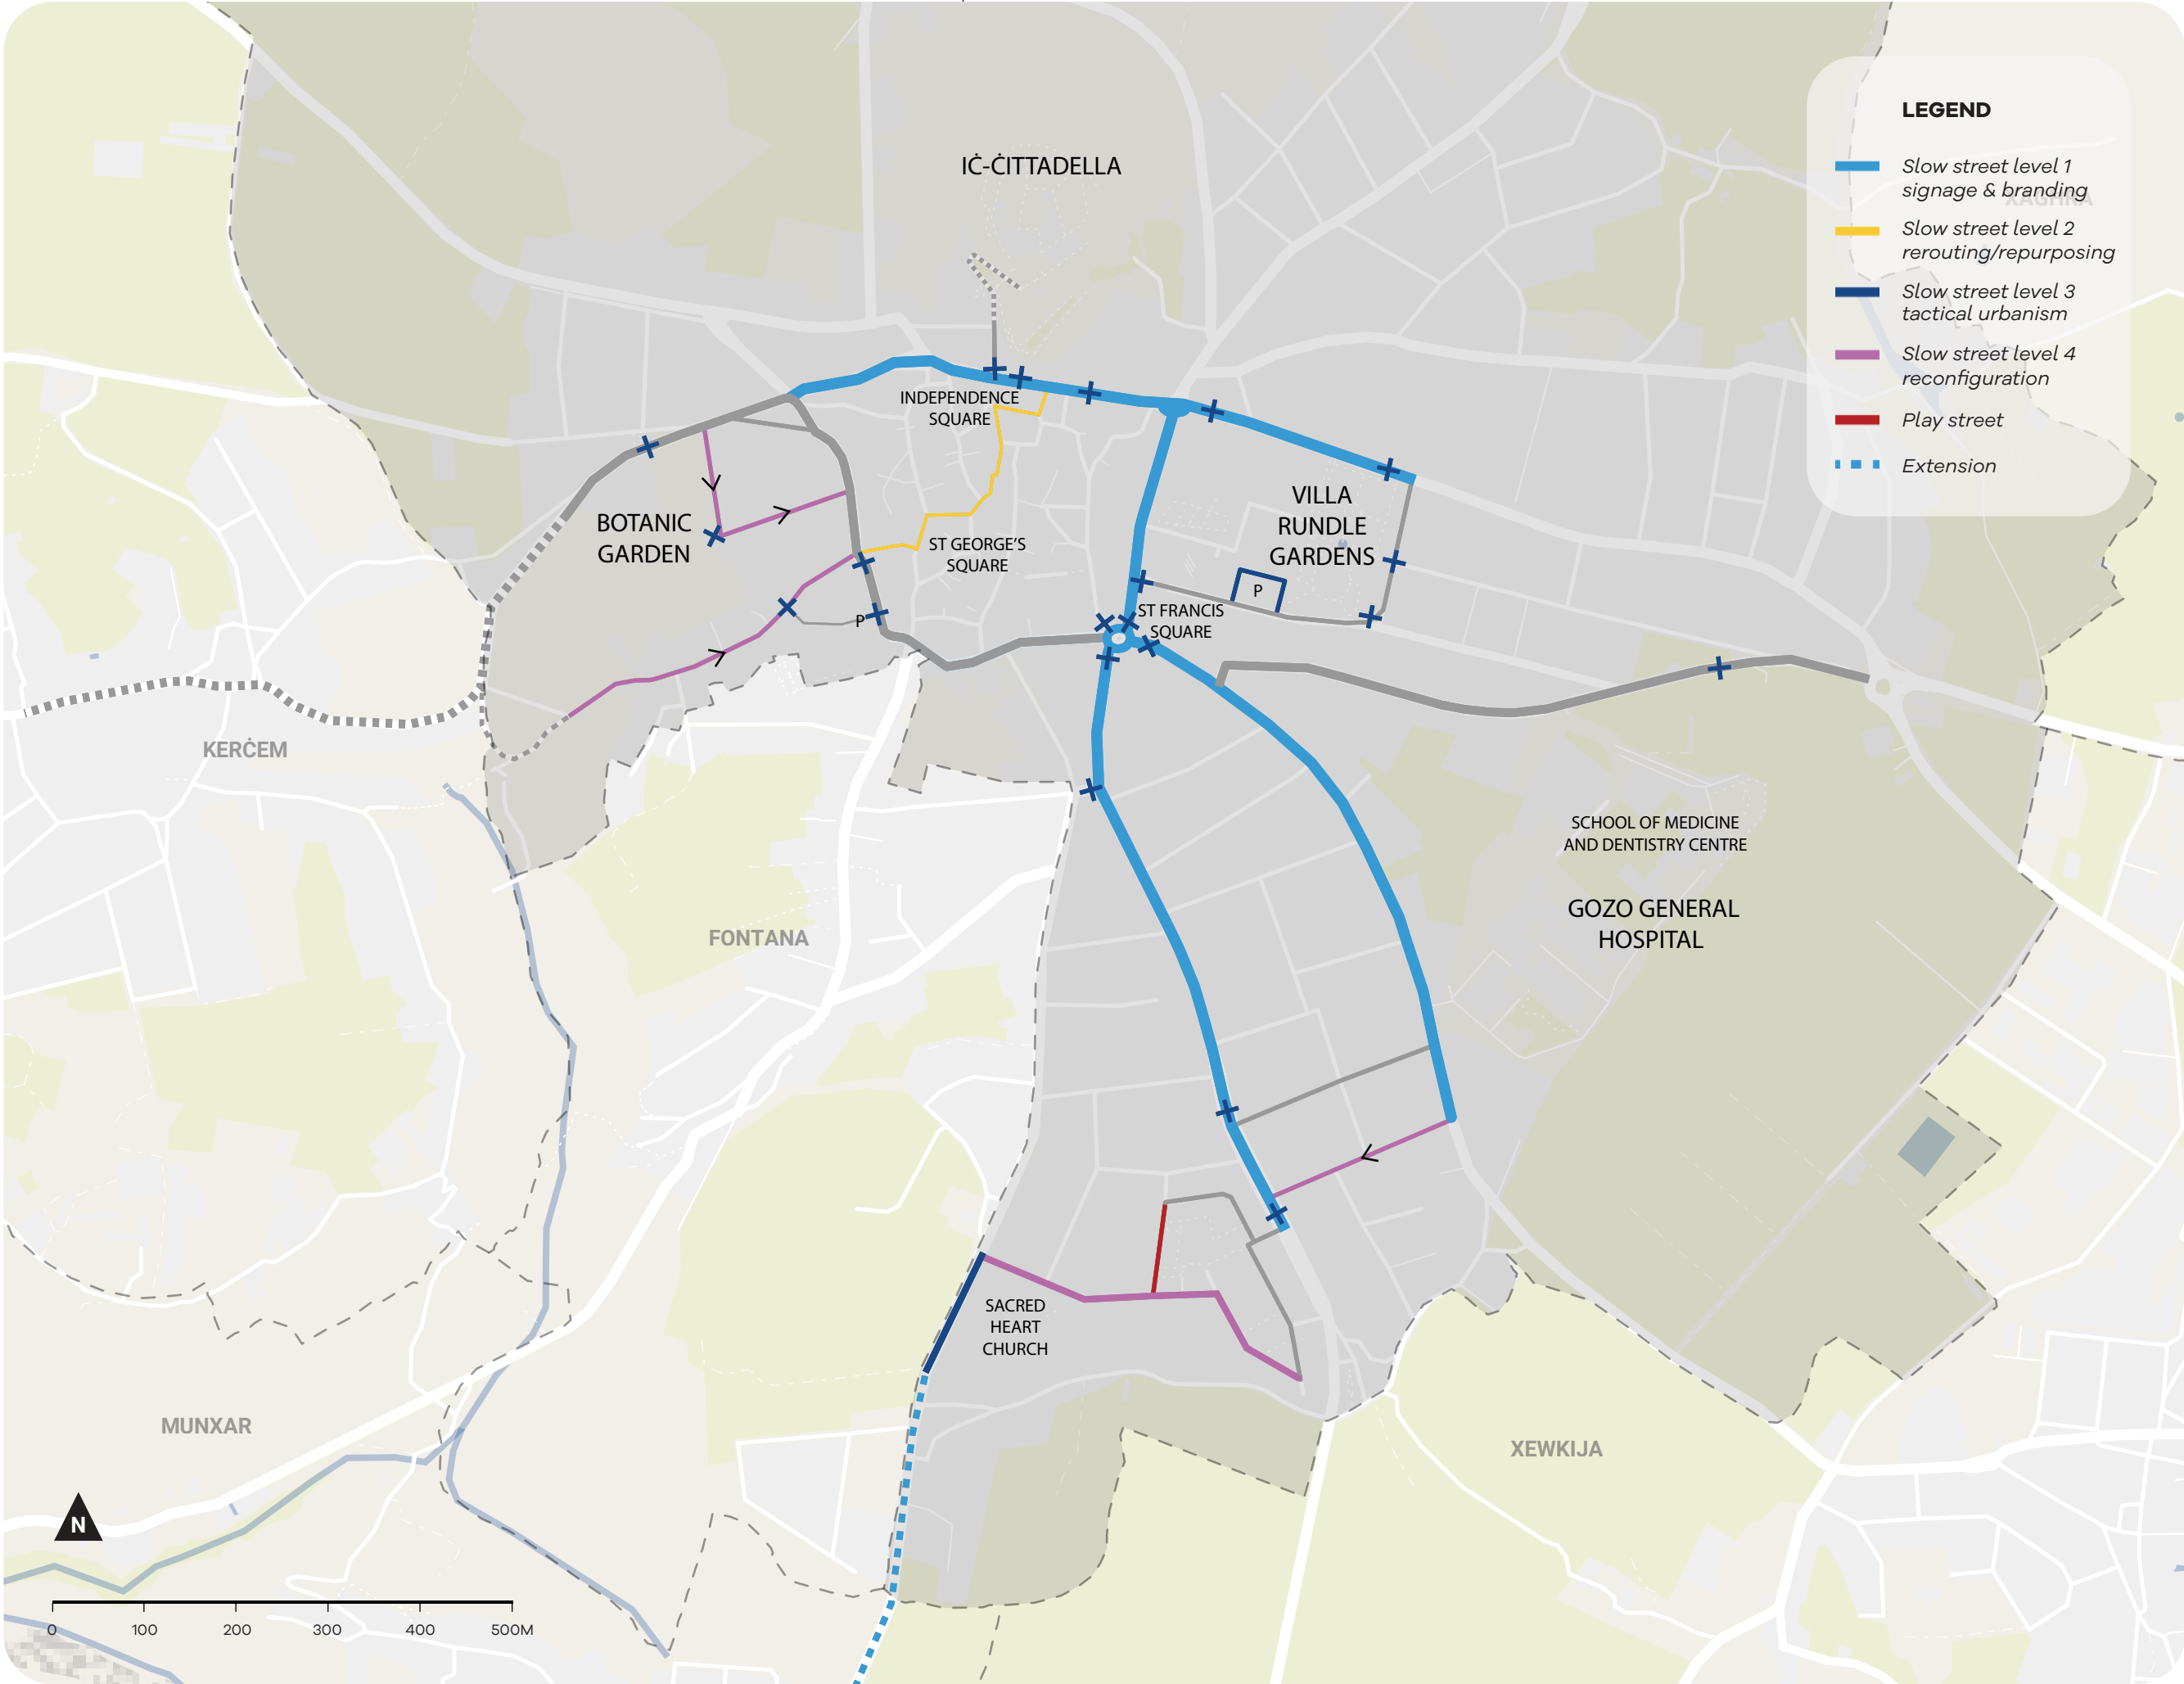 IĊ-ĊITTADELLA
INDEPENDENCE
SQUARE
BOTANIC
GARDEN
ST GEORGE'S
SQUARE
VILLA
RUNDLE
GARDENS
P
P
ST FRANCIS
SQUARE
KERĊEM
FONTANA
SCHOOL OF MEDICINE
AND DENTISTRY CENTRE
GOZO GENERAL
HOSPITAL
SACRED
HEART
CHURCH
MUNXAR
XEWKIJA
XAGĦRA
LEGEND
Slow street level 1
signage & branding
Slow street level 2
rerouting/repurposing
Slow street level 3
tactical urbanism
Slow street level 4
reconfiguration
Play street
Extension
N
0 100 200 300 400 500M